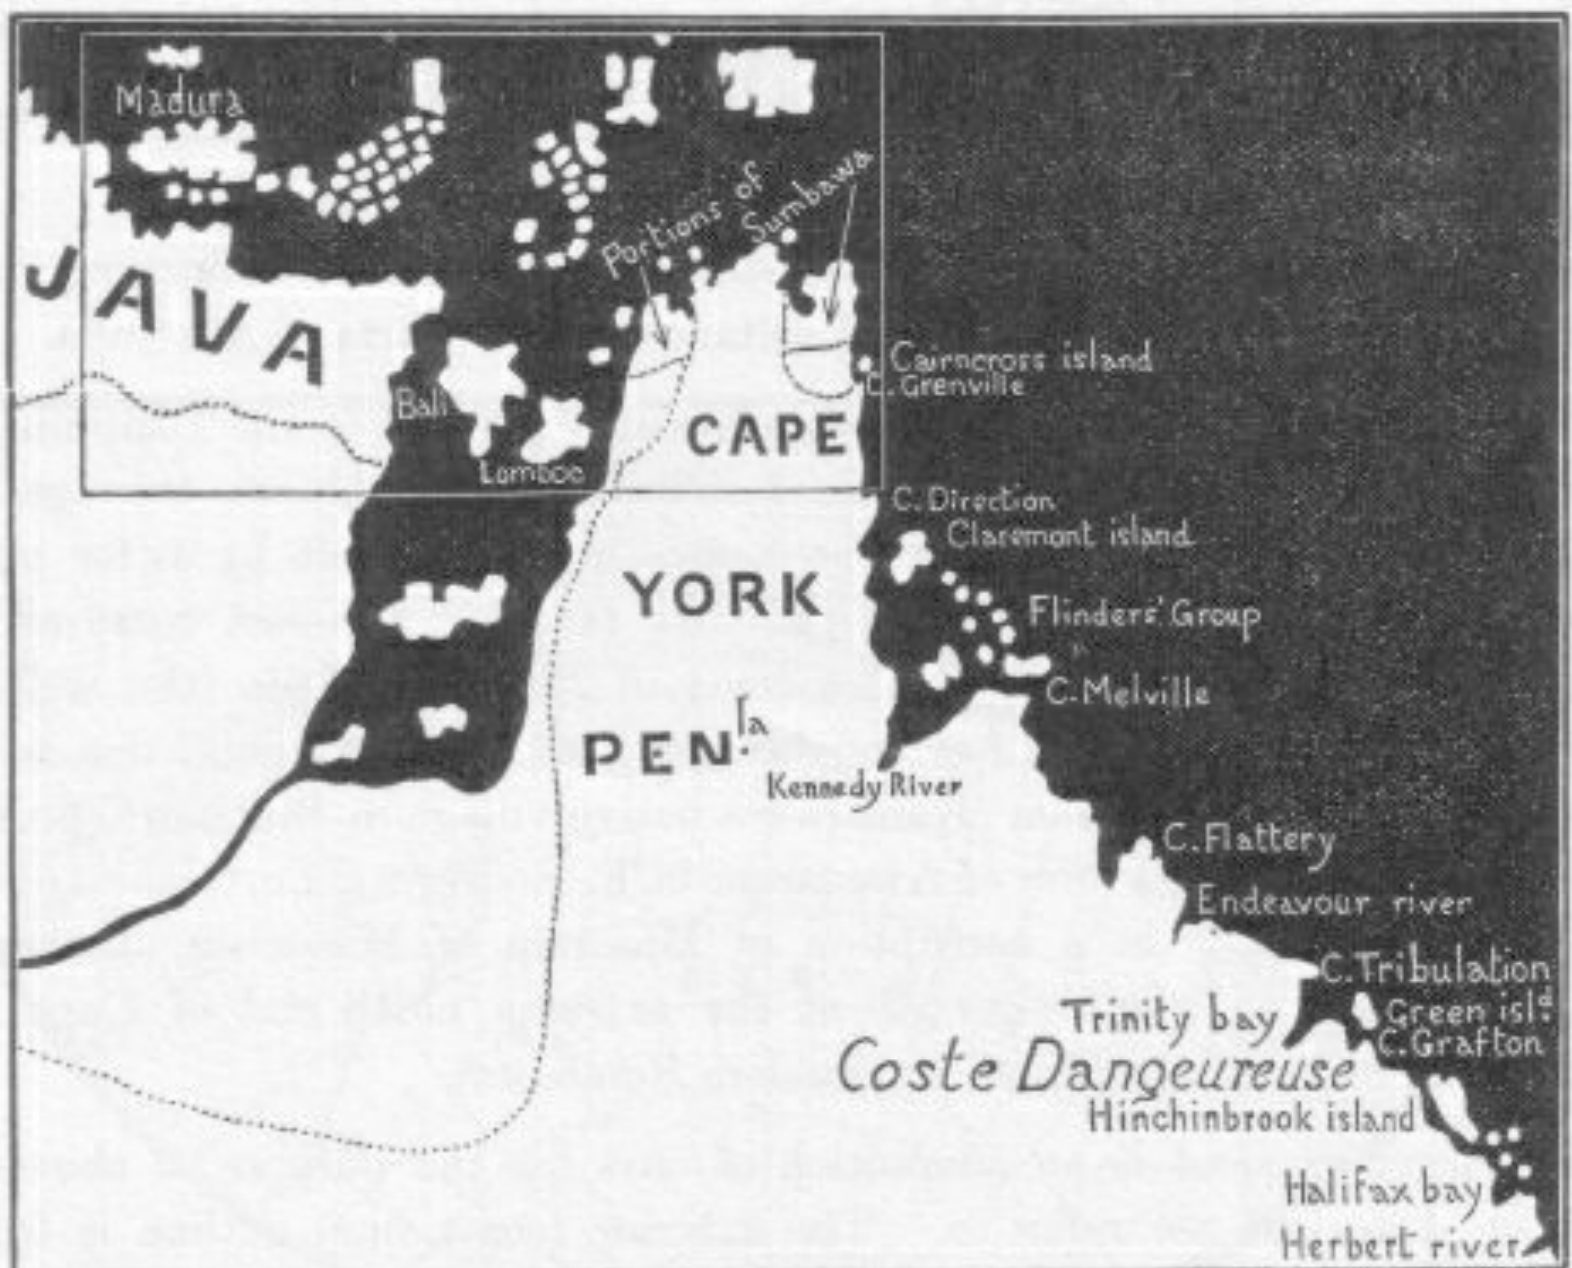 Madura
Portions of
Sumbawa
JAVA
Cairncross island
C. Grenville
Bali
CAPE
Lomboc
C. Direction
Claremont island
YORK
Flinders' Group
C. Melville
PEN.la
Kennedy River
C. Flattery
Endeavour river
C. Tribulation
Trinity bay
Green isl.d
C. Grafton
Coste Dangeureuse
Hinchinbrook island
Halifax bay
Herbert river